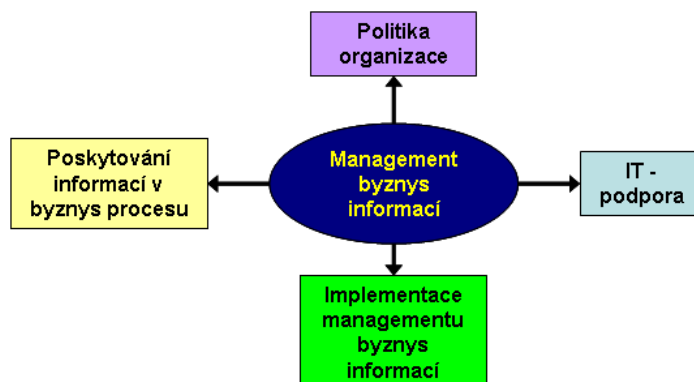 Politika
organizace
Poskytování
informací v
byznys procesu
Management
byznys
informací
IT -
podpora
Implementace
managementu
byznys
informací